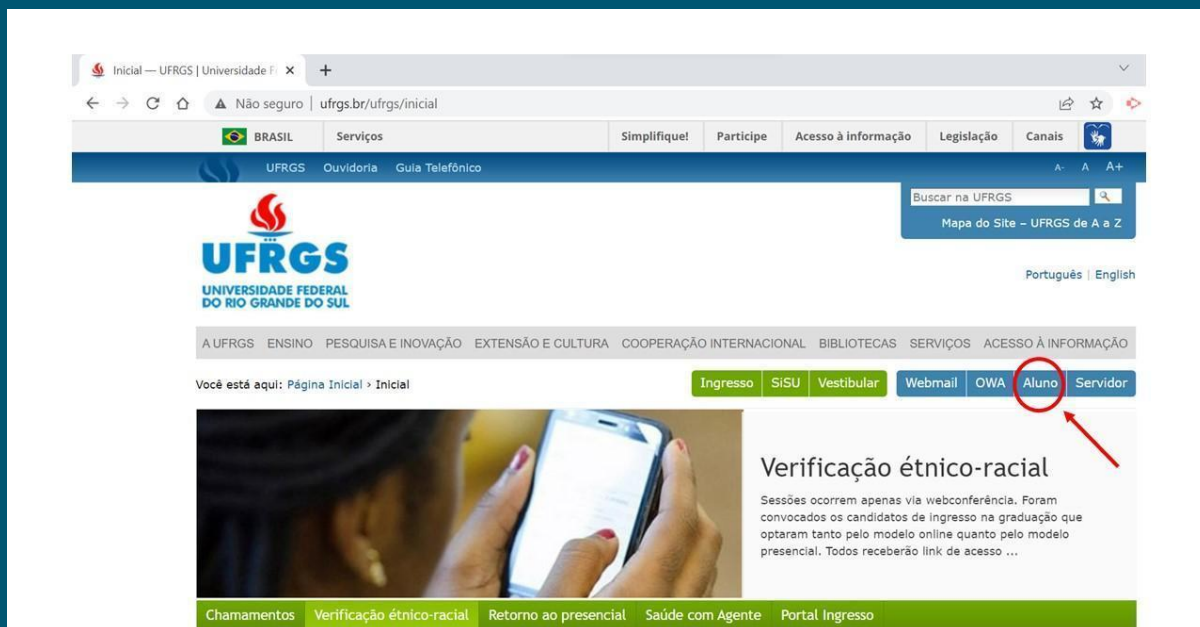 Inicial — UFRGS | Universidade F
Não seguro | ufrgs.br/ufrgs/inicial
BRASIL Serviços Simplifique! Participe Acesso à informação Legislação Canais
UFRGS Ouvidoria Guia Telefônico A- A A+
Buscar na UFRGS
Mapa do Site – UFRGS de A a Z
UFRGS
UNIVERSIDADE FEDERAL
DO RIO GRANDE DO SUL
Português | English
A UFRGS ENSINO PESQUISA E INOVAÇÃO EXTENSÃO E CULTURA COOPERAÇÃO INTERNACIONAL BIBLIOTECAS SERVIÇOS ACESSO À INFORMAÇÃO
Você está aqui: Página Inicial › Inicial
Ingresso SiSU Vestibular Webmail OWA Aluno Servidor
Verificação étnico-racial
Sessões ocorrem apenas via webconferência. Foram
convocados os candidatos de ingresso na graduação que
optaram tanto pelo modelo online quanto pelo modelo
presencial. Todos receberão link de acesso ...
Chamamentos Verificação étnico-racial Retorno ao presencial Saúde com Agente Portal Ingresso